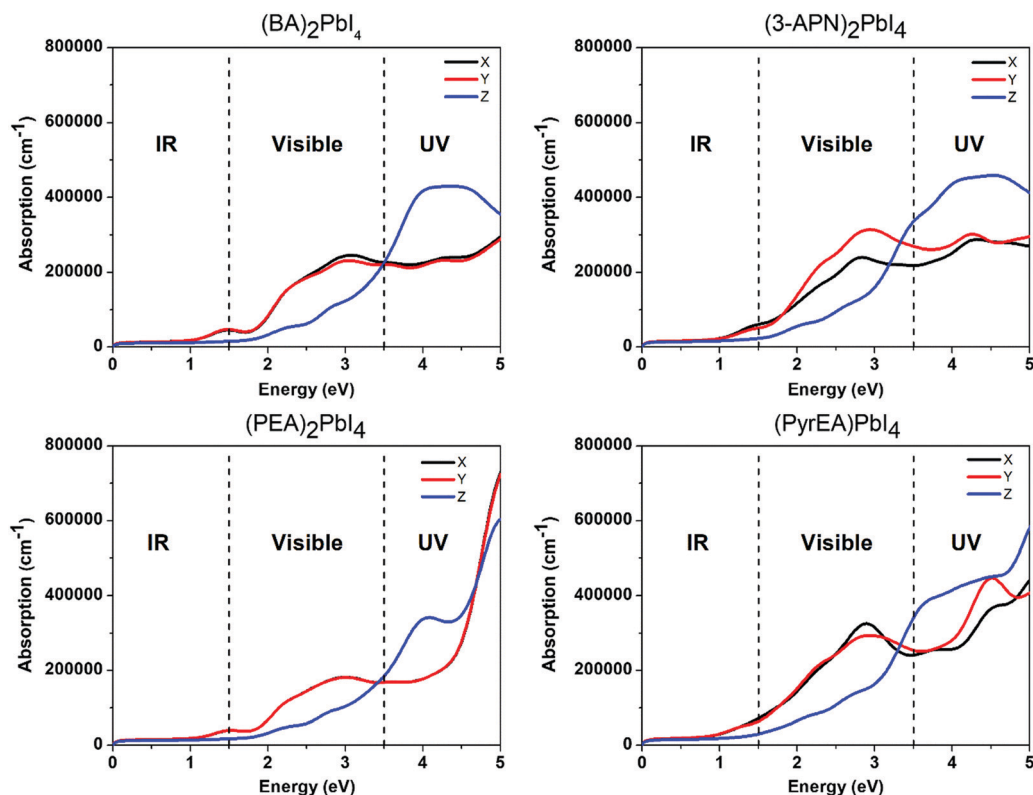 (BA)₂PbI₄
800000
600000
400000
200000
0
Absorption (cm⁻¹)
X
Y
Z
IR Visible UV
0 1 2 3 4 5
Energy (eV)
(3-APN)₂PbI₄
800000
600000
400000
200000
0
Absorption (cm⁻¹)
X
Y
Z
IR Visible UV
0 1 2 3 4 5
Energy (eV)
(PEA)₂PbI₄
800000
600000
400000
200000
0
Absorption (cm⁻¹)
X
Y
Z
IR Visible UV
0 1 2 3 4 5
Energy (eV)
(PyrEA)PbI₄
800000
600000
400000
200000
0
Absorption (cm⁻¹)
X
Y
Z
IR Visible UV
0 1 2 3 4 5
Energy (eV)